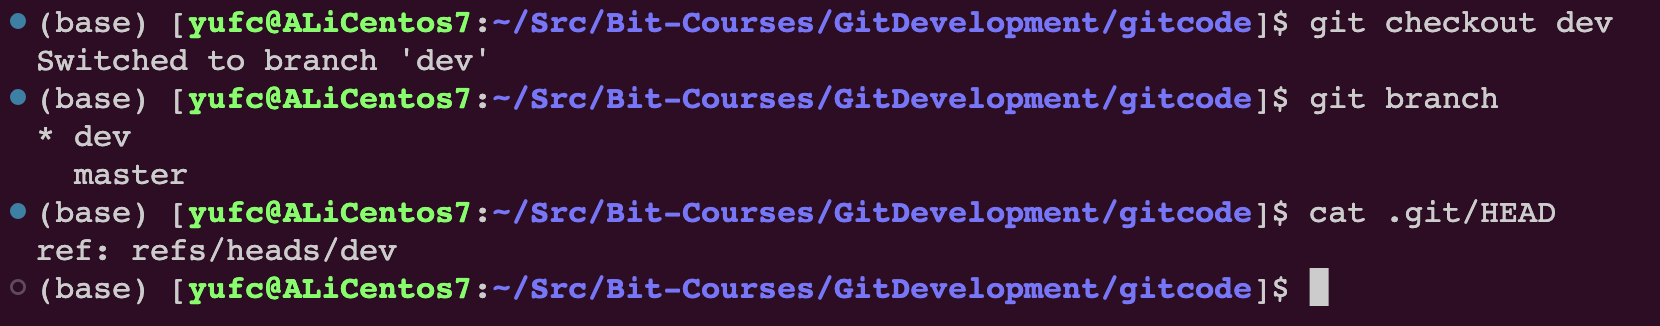 (base) [yufc@ALiCentos7:~/Src/Bit-Courses/GitDevelopment/gitcode]$ git checkout dev
Switched to branch 'dev'
(base) [yufc@ALiCentos7:~/Src/Bit-Courses/GitDevelopment/gitcode]$ git branch
* dev
  master
(base) [yufc@ALiCentos7:~/Src/Bit-Courses/GitDevelopment/gitcode]$ cat .git/HEAD
ref: refs/heads/dev
(base) [yufc@ALiCentos7:~/Src/Bit-Courses/GitDevelopment/gitcode]$